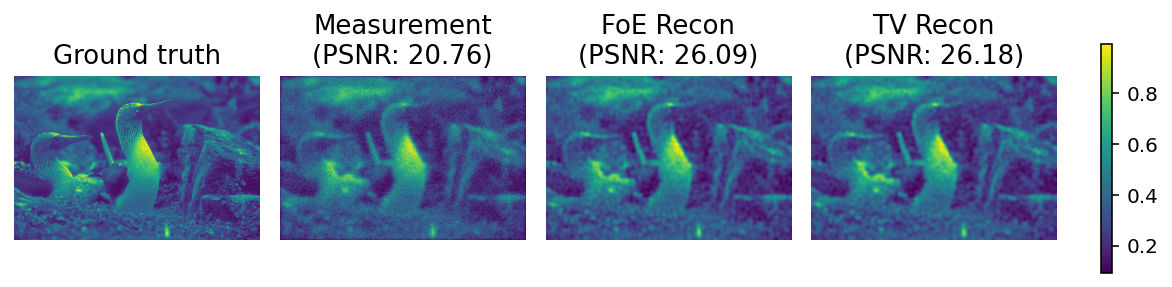 Ground truth
Measurement
(PSNR: 20.76)
FoE Recon
(PSNR: 26.09)
TV Recon
(PSNR: 26.18)
0.8
0.6
0.4
0.2